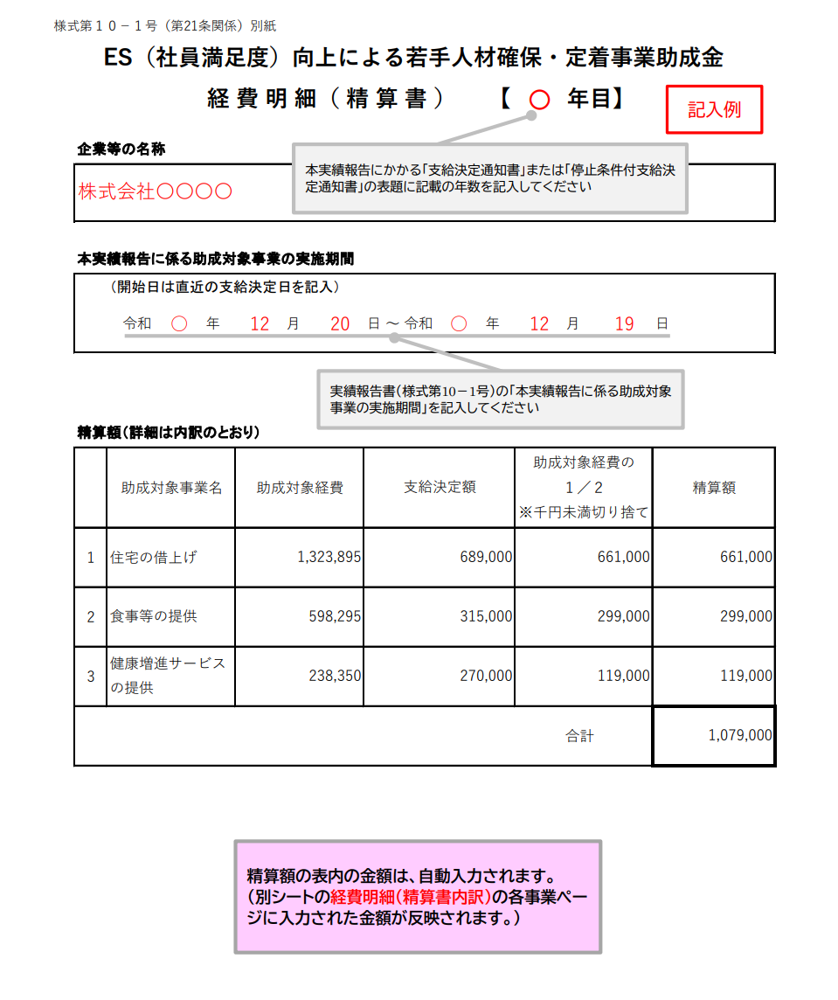 様式第１０－１号（第21条関係）別紙
ES（社員満足度）向上による若手人材確保・定着事業助成金
経費明細（精算書）　【 〇 年目】
記入例
企業等の名称
本実績報告にかかる「支給決定通知書」または「停止条件付支給決
定通知書」の表題に記載の年数を記入してください
株式会社〇〇〇〇
本実績報告に係る助成対象事業の実施期間
（開始日は直近の支給決定日を記入）
令和 〇 年 12 月 20 日 ～ 令和 〇 年 12 月 19 日
実績報告書（様式第10－1号）の「本実績報告に係る助成対象
事業の実施期間」を記入してください
精算額（詳細は内訳のとおり）
助成対象事業名 助成対象経費 支給決定額 助成対象経費の
１／２
※千円未満切り捨て 精算額
1 住宅の借上げ 1,323,895 689,000 661,000 661,000
2 食事等の提供 598,295 315,000 299,000 299,000
3 健康増進サービス
の提供 238,350 270,000 119,000 119,000
合計 1,079,000
精算額の表内の金額は、自動入力されます。
（別シートの経費明細（精算書内訳）の各事業ペー
ジに入力された金額が反映されます。）